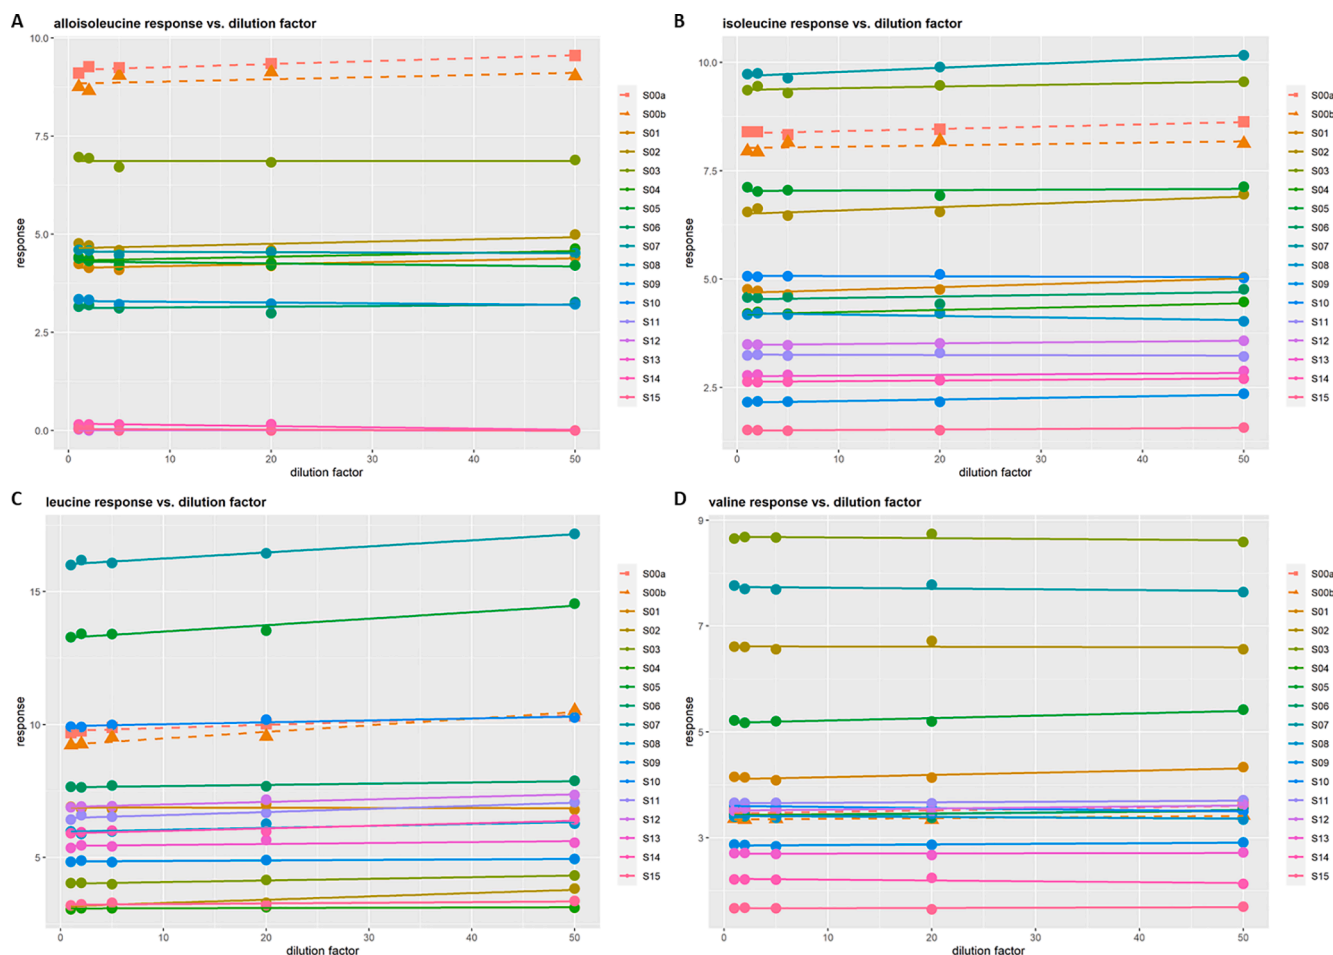 A
alloisoleucine response vs. dilution factor
10.0
7.5
5.0
2.5
0.0
response
0 10 20 30 40 50
dilution factor
S00a
S00b
S01
S02
S03
S04
S05
S06
S07
S08
S09
S10
S11
S12
S13
S14
S15
B
isoleucine response vs. dilution factor
10.0
7.5
5.0
2.5
response
0 10 20 30 40 50
dilution factor
S00a
S00b
S01
S02
S03
S04
S05
S06
S07
S08
S09
S10
S11
S12
S13
S14
S15
C
leucine response vs. dilution factor
15
10
5
response
0 10 20 30 40 50
dilution factor
S00a
S00b
S01
S02
S03
S04
S05
S06
S07
S08
S09
S10
S11
S12
S13
S14
S15
D
valine response vs. dilution factor
9
7
5
3
response
0 10 20 30 40 50
dilution factor
S00a
S00b
S01
S02
S03
S04
S05
S06
S07
S08
S09
S10
S11
S12
S13
S14
S15